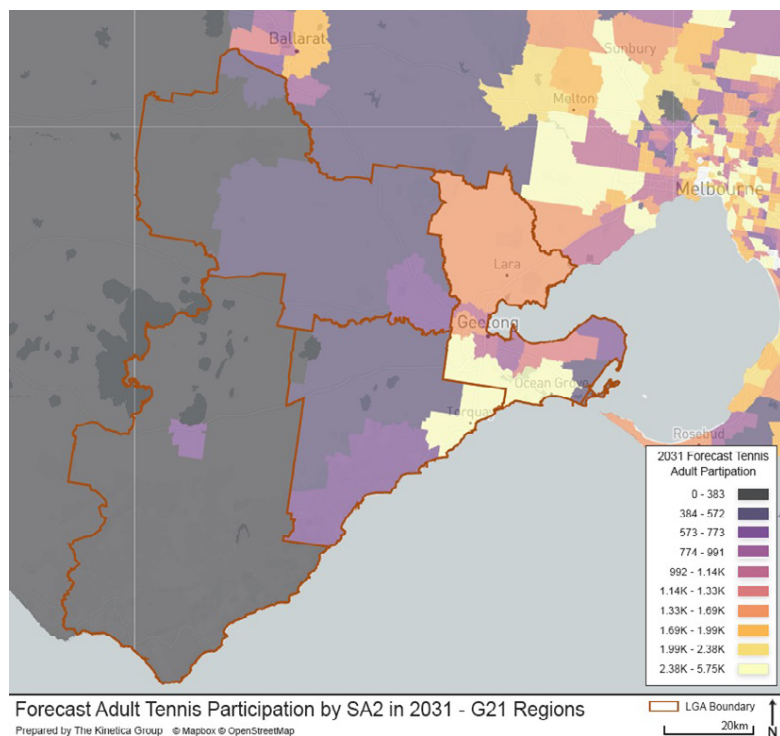 Ballarat
Sunbury
Melton
Melbourne
Lara
Geelong
Ocean Grove
Torquay
Rosebud
2031 Forecast Tennis
Adult Partipation
0 - 383
384 - 572
573 - 773
774 - 991
992 - 1.14K
1.14K - 1.33K
1.33K - 1.69K
1.69K - 1.99K
1.99K - 2.38K
2.38K - 5.75K
Forecast Adult Tennis Participation by SA2 in 2031 - G21 Regions
LGA Boundary
Prepared by The Kinetica Group © Mapbox © OpenStreetMap
20km
N